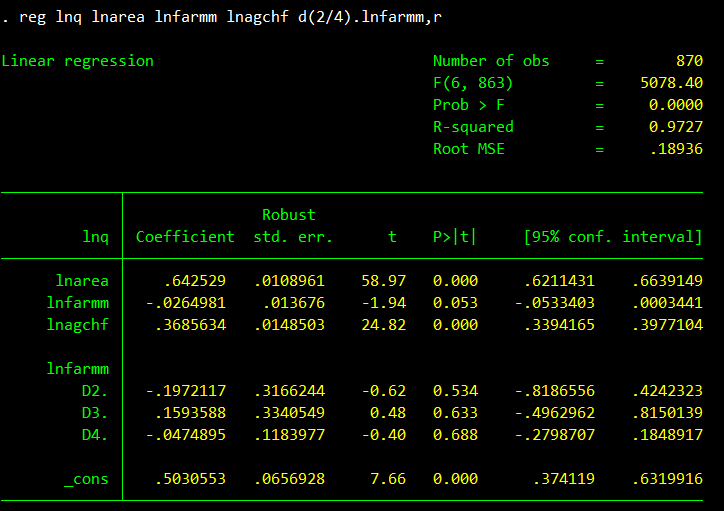 . reg lnq lnarea lnfarmm lnagchf d(2/4).lnfarmm,r
Linear regression Number of obs = 870
F(6, 863) = 5078.40
Prob > F = 0.0000
R-squared = 0.9727
Root MSE = .18936
Robust
lnq Coefficient std. err. t P>|t| [95% conf. interval]
lnarea .642529 .0108961 58.97 0.000 .6211431 .6639149
lnfarmm -.0264981 .013676 -1.94 0.053 -.0533403 .0003441
lnagchf .3685634 .0148503 24.82 0.000 .3394165 .3977104
lnfarmm
D2. -.1972117 .3166244 -0.62 0.534 -.8186556 .4242323
D3. .1593588 .3340549 0.48 0.633 -.4962962 .8150139
D4. -.0474895 .1183977 -0.40 0.688 -.2798707 .1848917
_cons .5030553 .0656928 7.66 0.000 .374119 .6319916